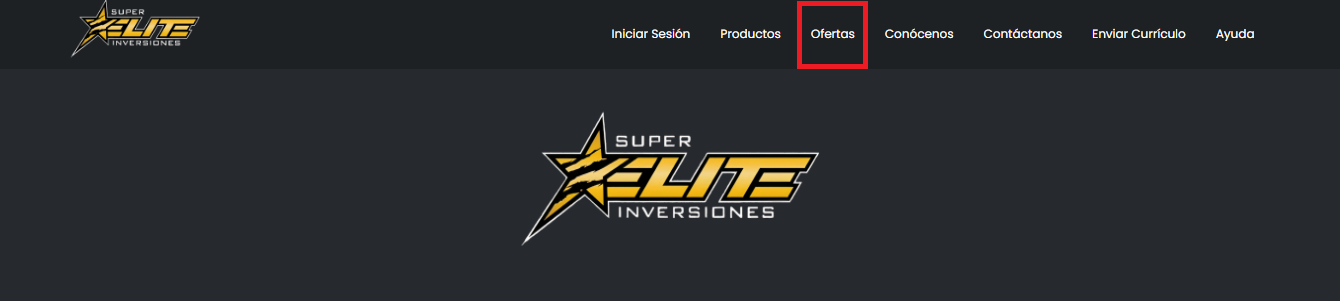 SUPER
ELITE
INVERSIONES
Iniciar Sesión Productos Ofertas Conócenos Contáctanos Enviar Currículo Ayuda
SUPER
ELITE
INVERSIONES